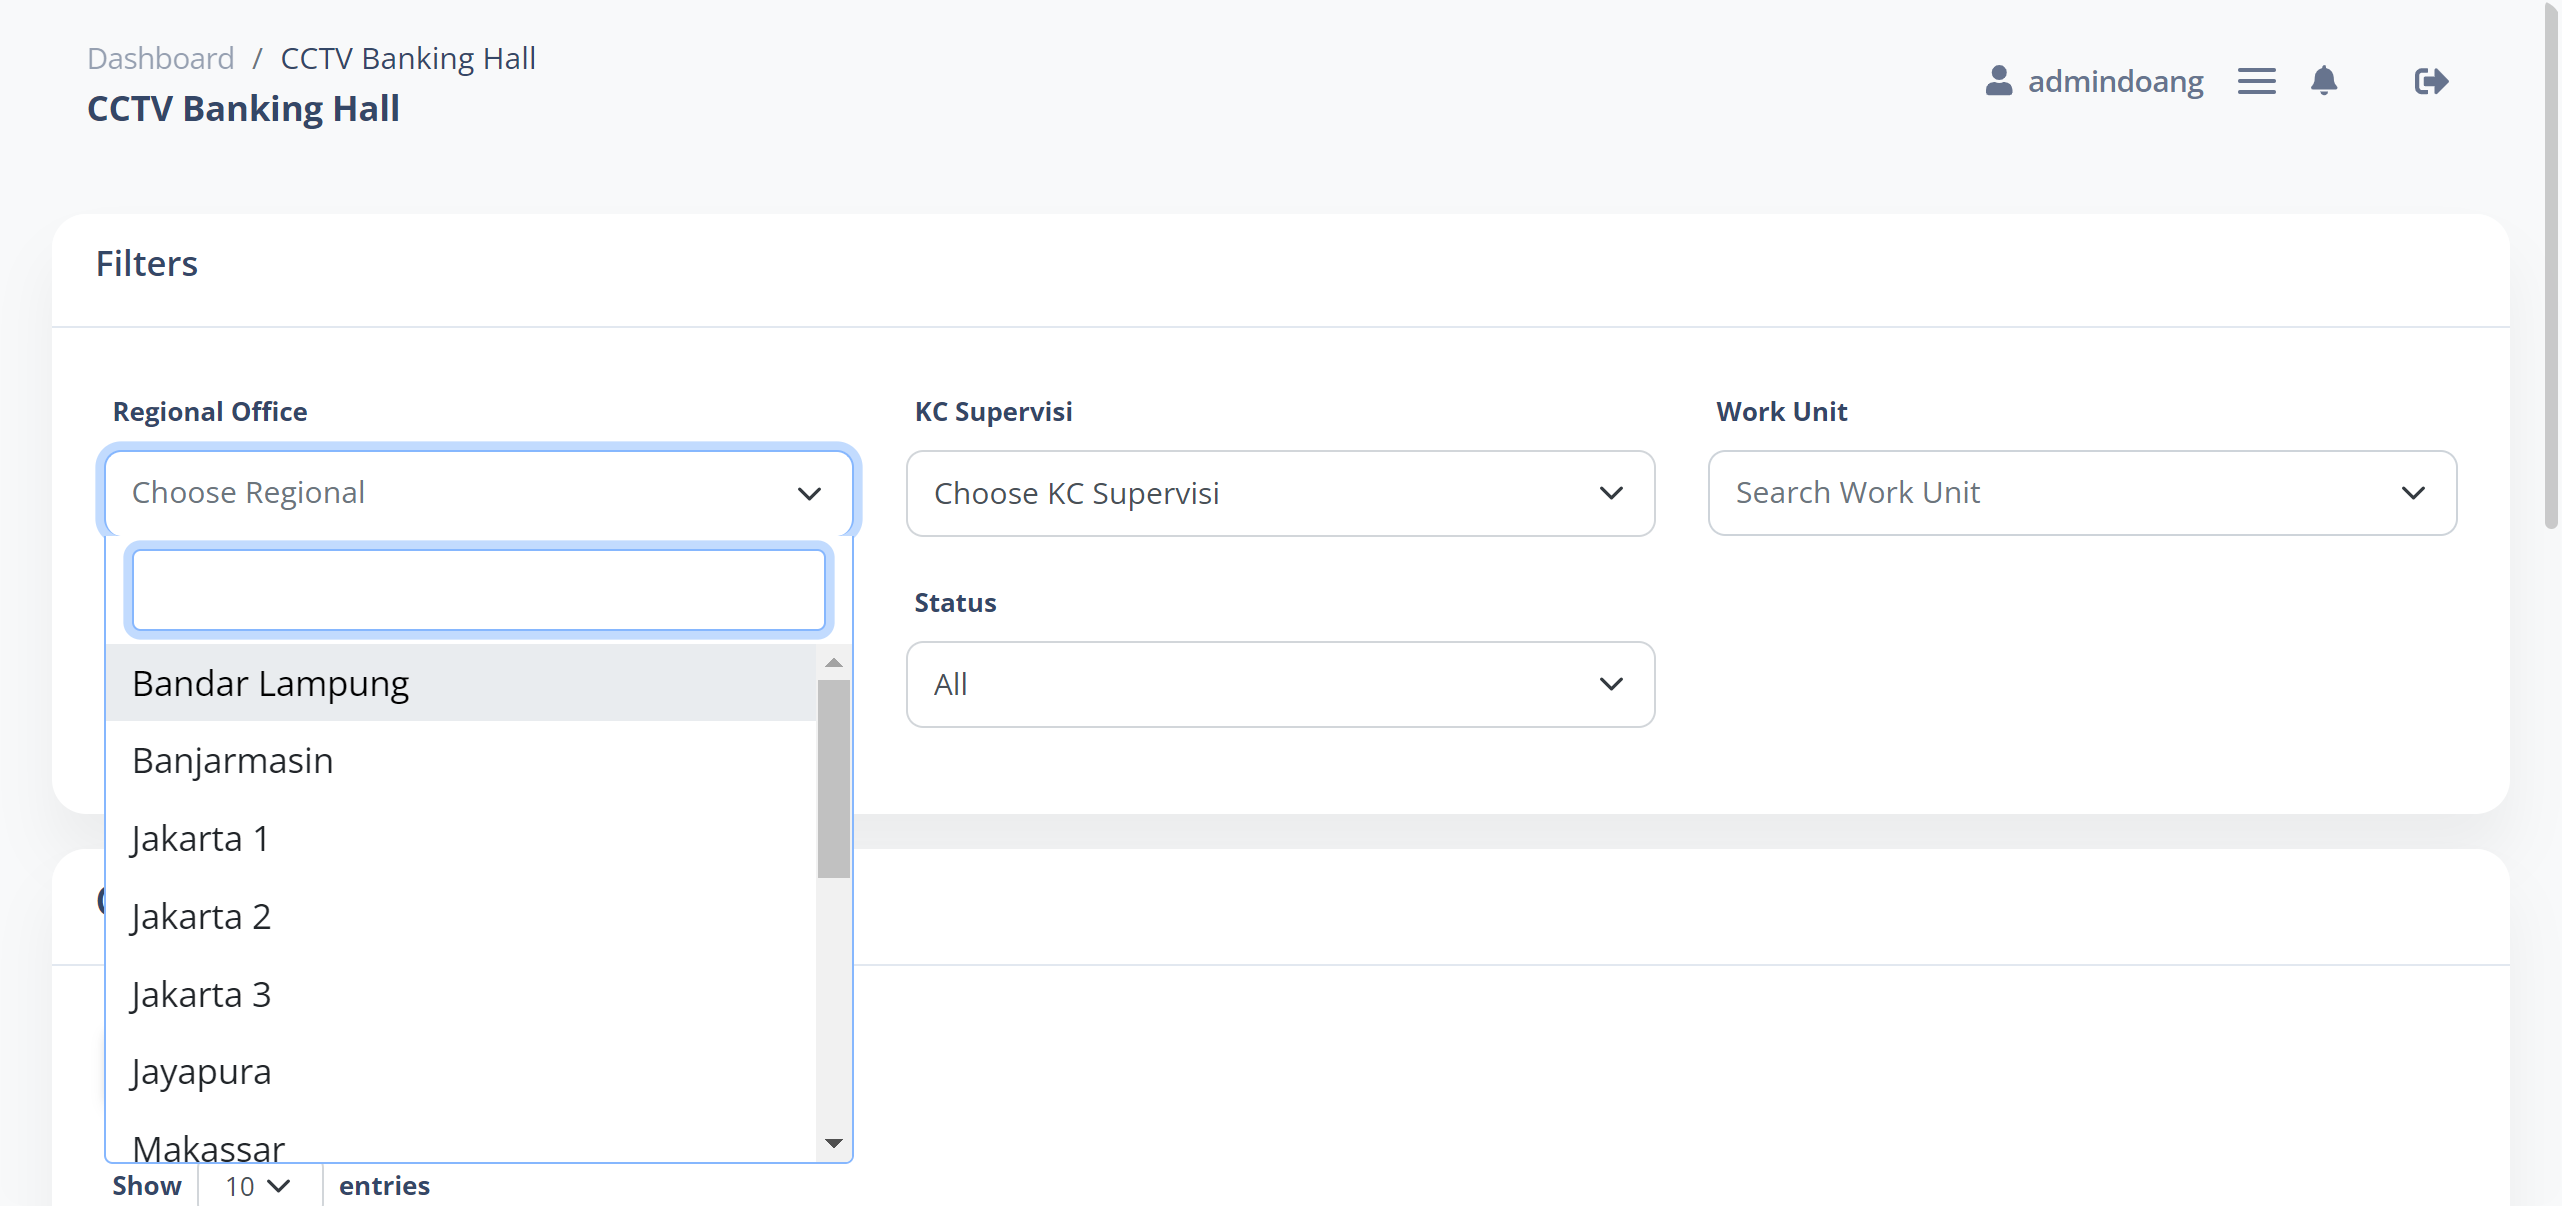 Dashboard / CCTV Banking Hall
CCTV Banking Hall
admindoang
Filters
Regional Office
KC Supervisi
Work Unit
Choose Regional
Choose KC Supervisi
Search Work Unit
Status
All
Bandar Lampung
Banjarmasin
Jakarta 1
Jakarta 2
Jakarta 3
Jayapura
Makassar
Show 10 entries